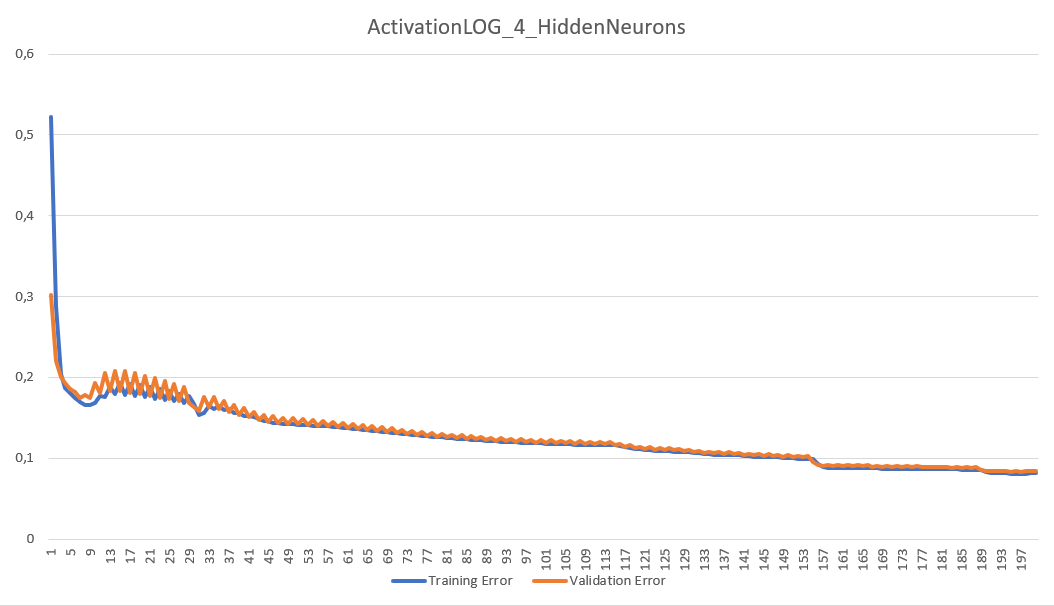 ActivationLOG_4_HiddenNeurons
0,6
0,5
0,4
0,3
0,2
0,1
0
1 5 9 13 17 21 25 29 33 37 41 45 49 53 57 61 65 69 73 77 81 85 89 93 97 101 105 109 113 117 121 125 129 133 137 141 145 149 153 157 161 165 169 173 177 181 185 189 193 197
Training Error Validation Error